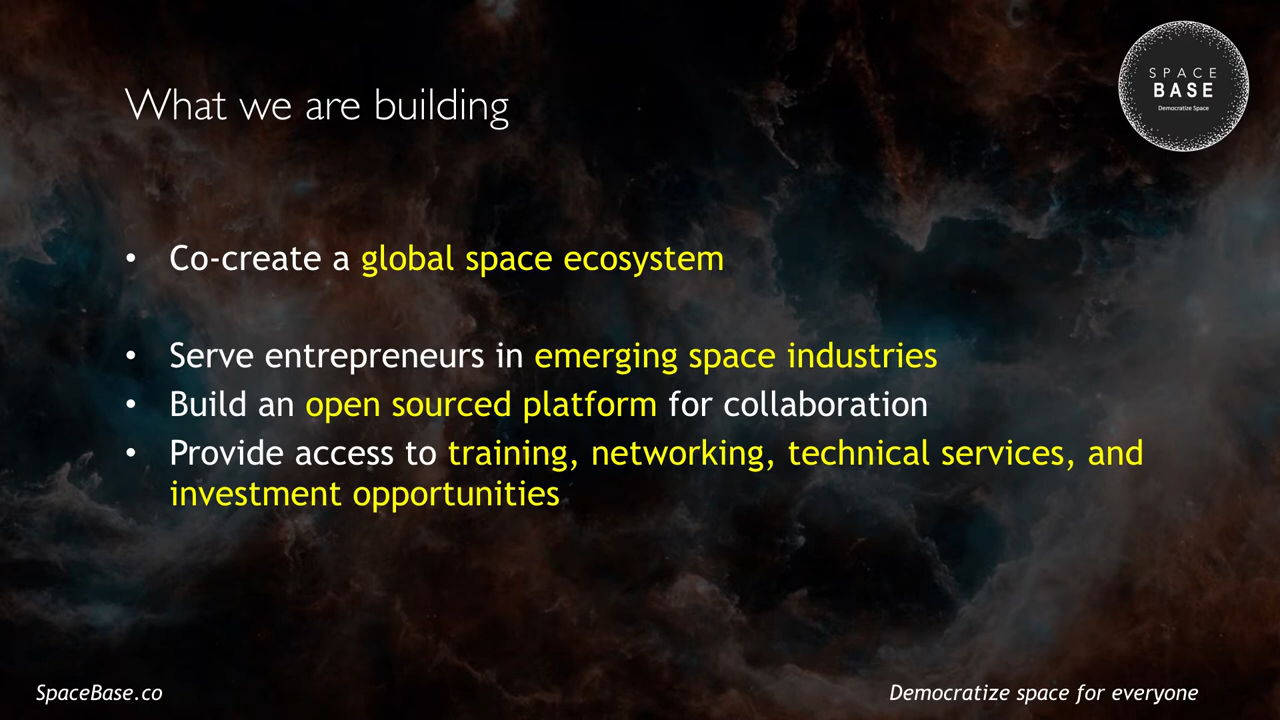 SPACE
BASE
Democratize Space
What we are building
• Co-create a global space ecosystem
• Serve entrepreneurs in emerging space industries
• Build an open sourced platform for collaboration
• Provide access to training, networking, technical services, and
investment opportunities
SpaceBase.co
Democratize space for everyone